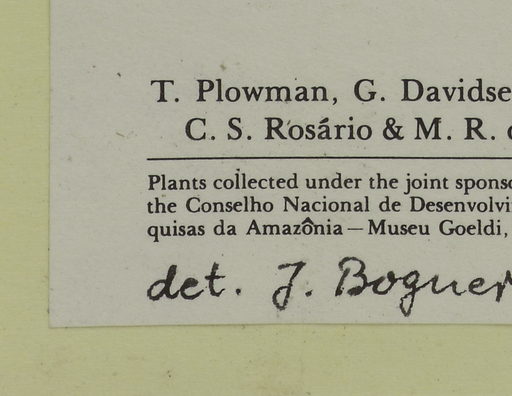 T. Plowman, G. Davidse
C. S. Rosário & M. R. d
Plants collected under the joint sponso
the Conselho Nacional de Desenvolvi
quisas da Amazônia — Museu Goeldi,
det. J. Bogner